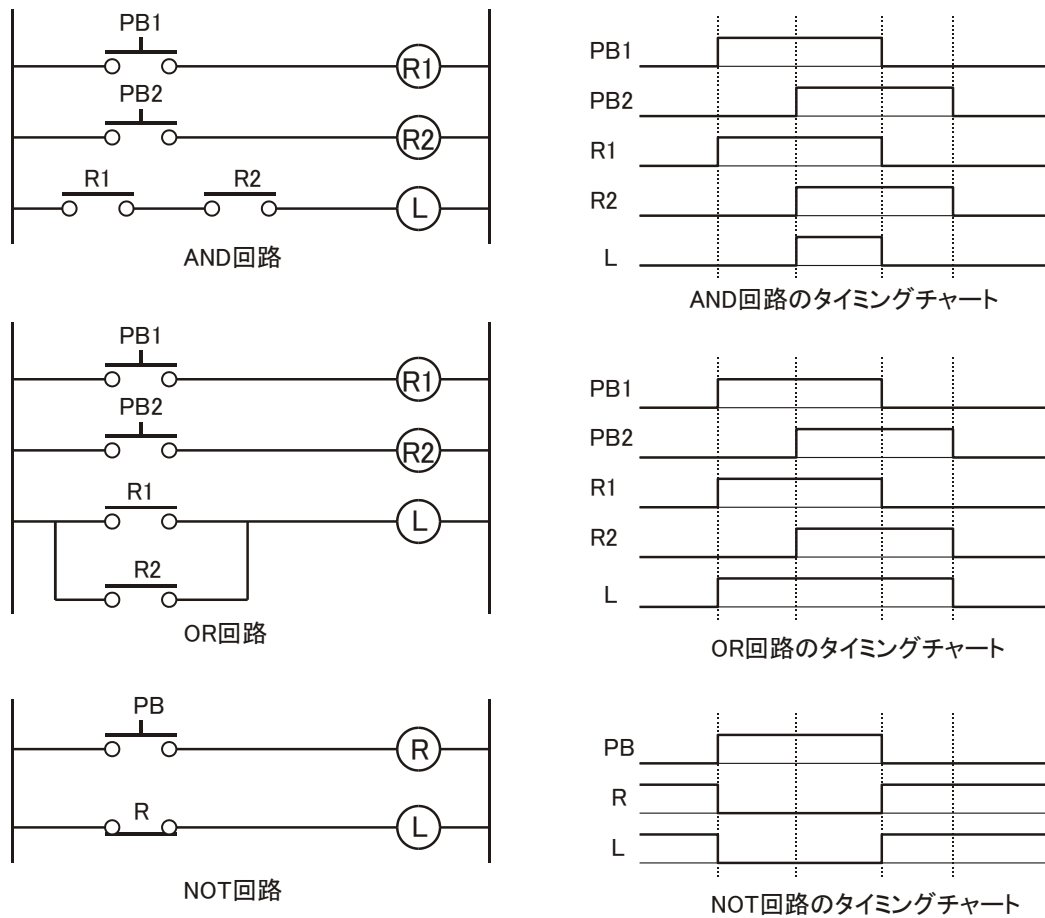 PB1
R1
PB2
R2
R1
R2
L
AND回路
PB1
PB2
R1
R2
L
AND回路のタイミングチャート
PB1
R1
PB2
R2
R1
L
R2
OR回路
PB1
PB2
R1
R2
L
OR回路のタイミングチャート
PB
R
R
L
NOT回路
PB
R
L
NOT回路のタイミングチャート